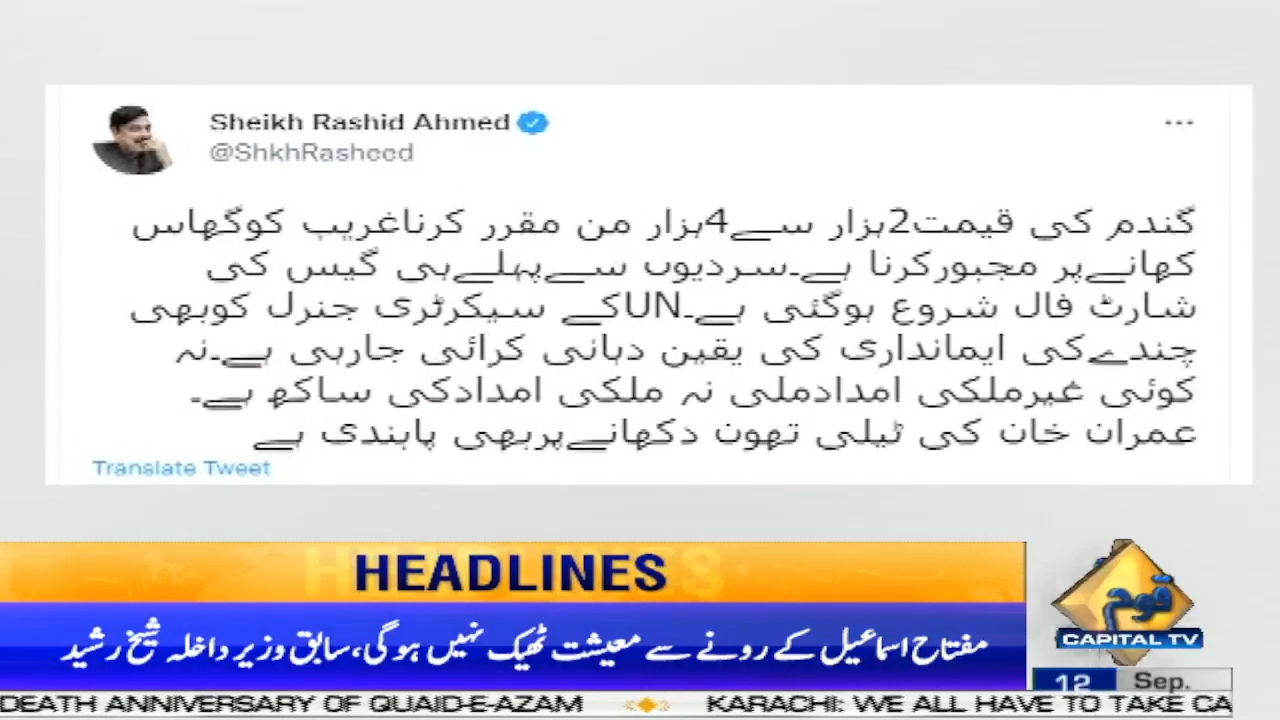 Sheikh Rashid Ahmed
@ShkhRasheed
گندم کی قیمت2ہزار سے4ہزار من مقرر کرناغریب کوگھاس
کھانےپر مجبورکرنا ہے۔سردیوں سےپہلےہی گیس کی
شارٹ فال شروع ہوگئی ہے۔UNکے سیکرٹری جنرل کوبھی
چندےکی ایمانداری کی یقین دہانی کرائی جارہی ہے۔نہ
کوئی غیرملکی امدادملی نہ ملکی امدادکی ساکھ ہے۔
عمران خان کی ٹیلی تھون دکھانےپربھی پابندی ہے
Translate Tweet
HEADLINES
مفتاح اسماعیل کے رونے سے معیشت ٹھیک نہیں ہوگی، سابق وزیر داخلہ شیخ رشید
قوم
CAPITAL TV
12 Sep.
DEATH ANNIVERSARY OF QUAID-E-AZAM KARACHI: WE ALL HAVE TO TAKE CA